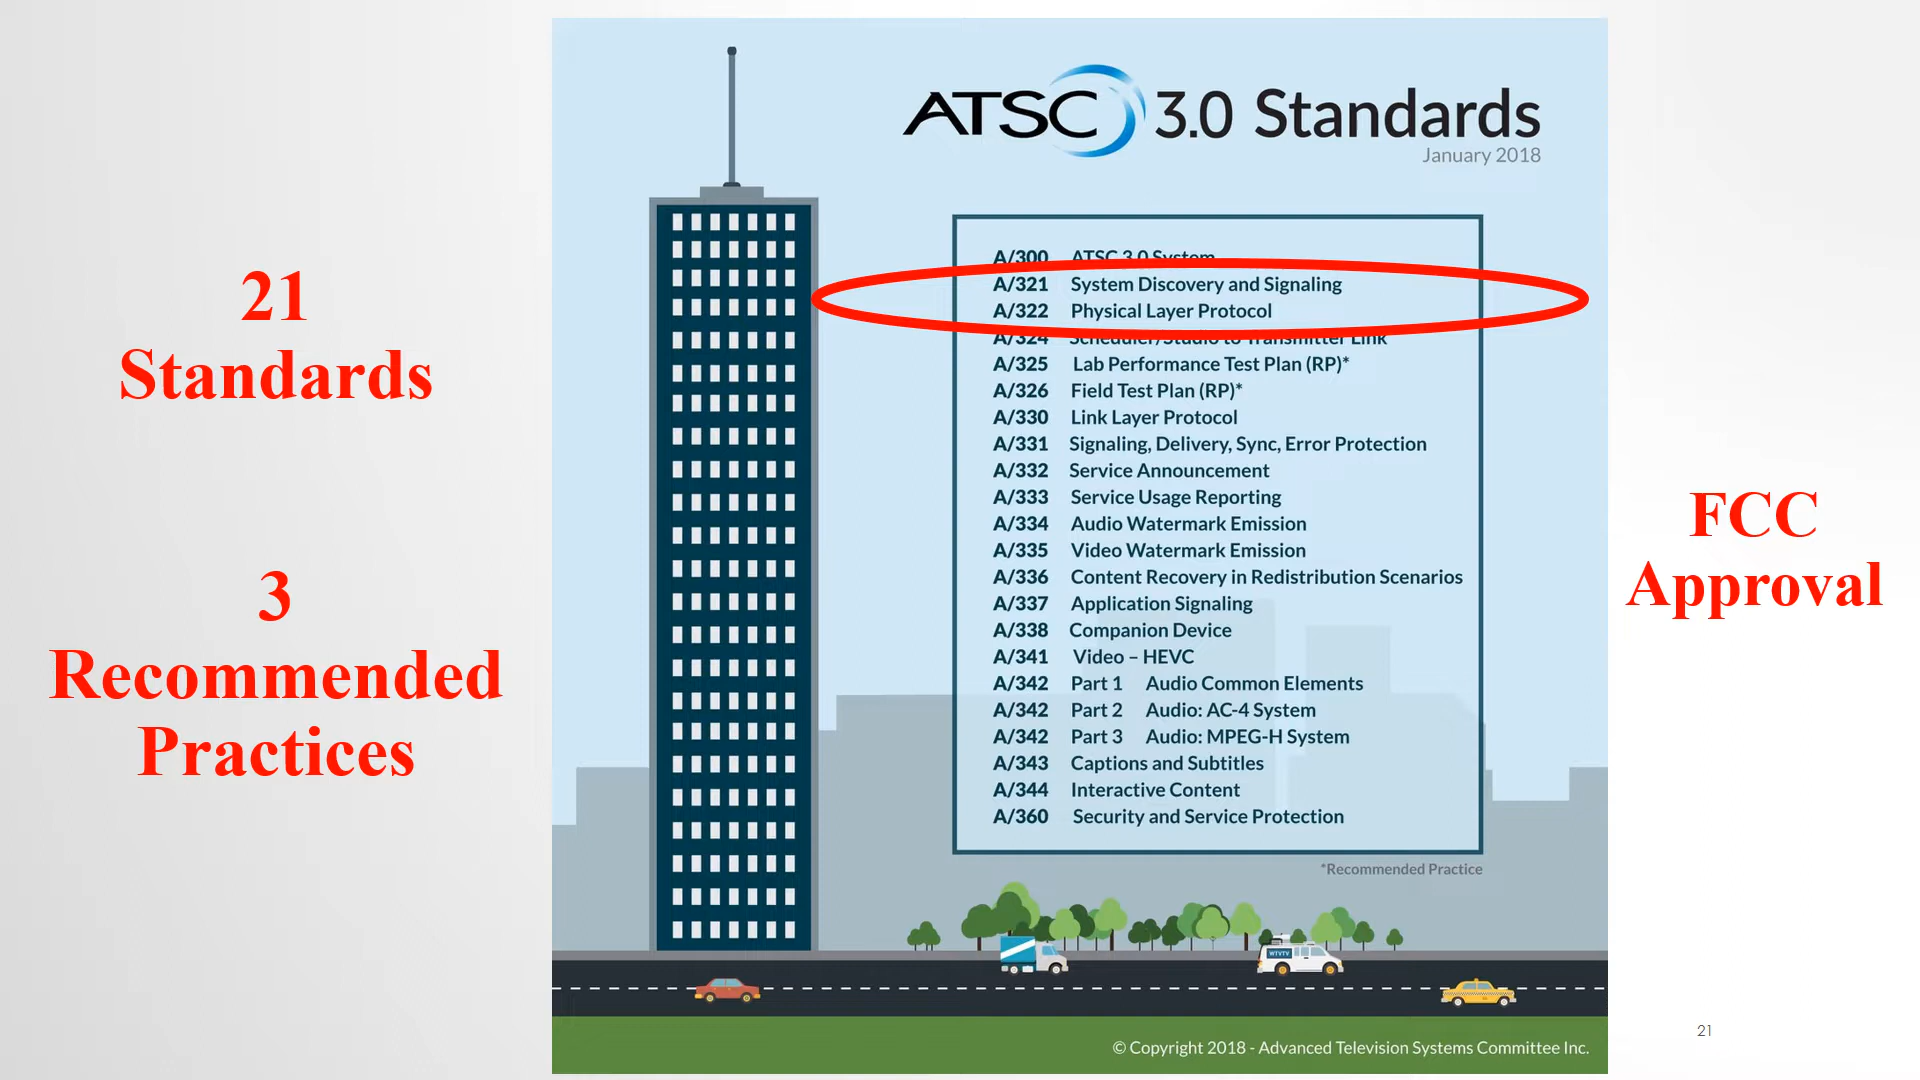 21
Standards
3
Recommended
Practices
ATSC 3.0 Standards
January 2018
A/300 ATSC 3.0 System
A/321 System Discovery and Signaling
A/322 Physical Layer Protocol
A/324 Scheduler/Studio to Transmitter Link
A/325 Lab Performance Test Plan (RP)*
A/326 Field Test Plan (RP)*
A/330 Link Layer Protocol
A/331 Signaling, Delivery, Sync, Error Protection
A/332 Service Announcement
A/333 Service Usage Reporting
A/334 Audio Watermark Emission
A/335 Video Watermark Emission
A/336 Content Recovery in Redistribution Scenarios
A/337 Application Signaling
A/338 Companion Device
A/341 Video – HEVC
A/342 Part 1 Audio Common Elements
A/342 Part 2 Audio: AC-4 System
A/342 Part 3 Audio: MPEG-H System
A/343 Captions and Subtitles
A/344 Interactive Content
A/360 Security and Service Protection
*Recommended Practice
FCC
Approval
WTVTV
21
© Copyright 2018 - Advanced Television Systems Committee Inc.